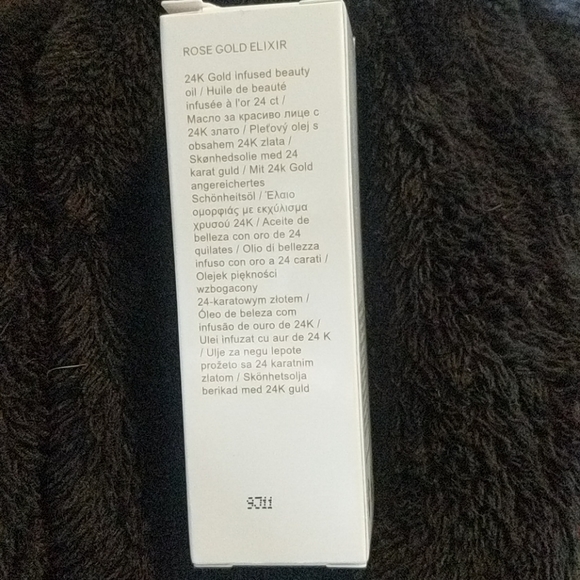 ROSE GOLD ELIXIR
24K Gold infused beauty
oil / Huile de beauté
infusée à l'or 24 ct /
Масло за красиво лице с
24K злато / Pleťový olej s
obsahem 24K zlata /
Skønhedsolie med 24
karat guld / Mit 24k Gold
angereichertes
Schönheitsöl / Έλαιο
ομορφιάς με εκχύλισμα
χρυσού 24K / Aceite de
belleza con oro de 24
quilates / Olio di bellezza
infuso con oro a 24 carati /
Olejek piękności
wzbogacony
24-karatowym złotem /
Óleo de beleza com
infusão de ouro de 24K /
Ulei infuzat cu aur de 24 K
/ Ulje za negu lepote
prožeto sa 24 karatnim
zlatom / Skönhetsolja
berikad med 24K guld
9J11